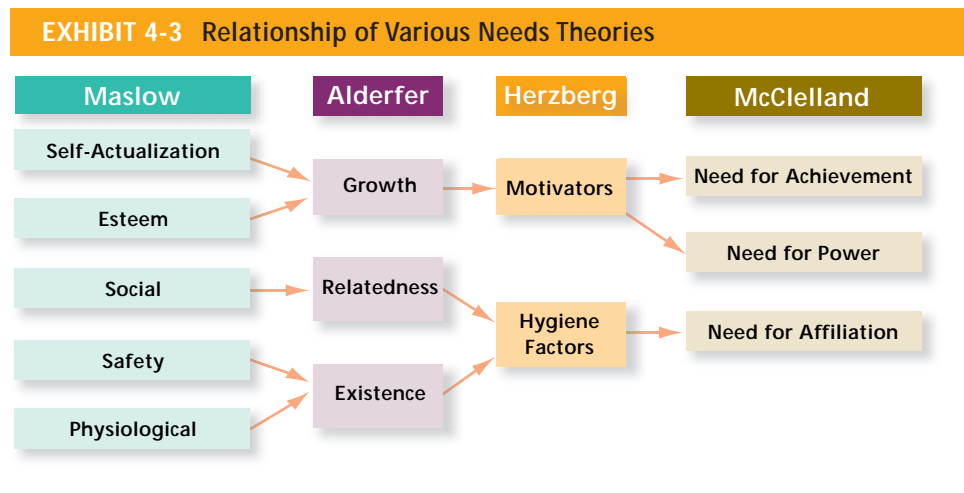 EXHIBIT 4-3 Relationship of Various Needs Theories
Maslow
Alderfer
Herzberg
McClelland
Self-Actualization
Esteem
Social
Safety
Physiological
Growth
Relatedness
Existence
Motivators
Hygiene
Factors
Need for Achievement
Need for Power
Need for Affiliation